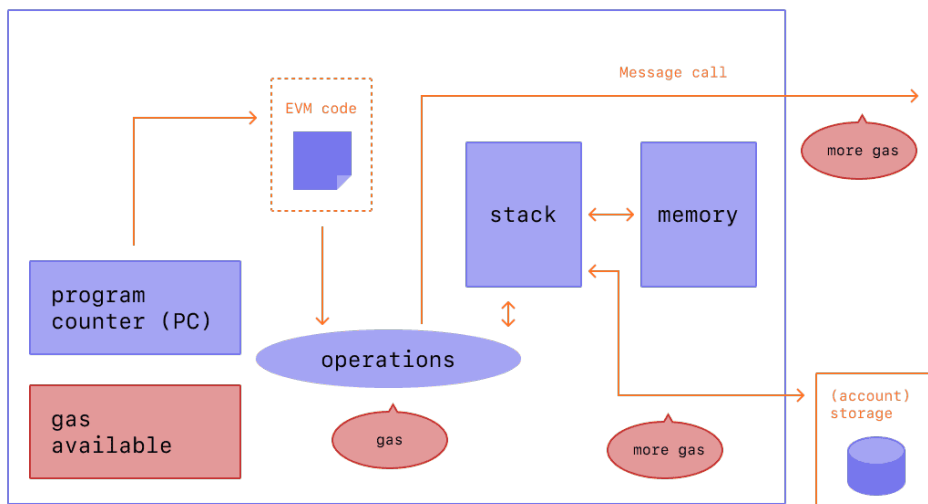 Message call
EVM code
more gas
stack
memory
program
counter (PC)
operations
gas
available
gas
more gas
(account)
storage